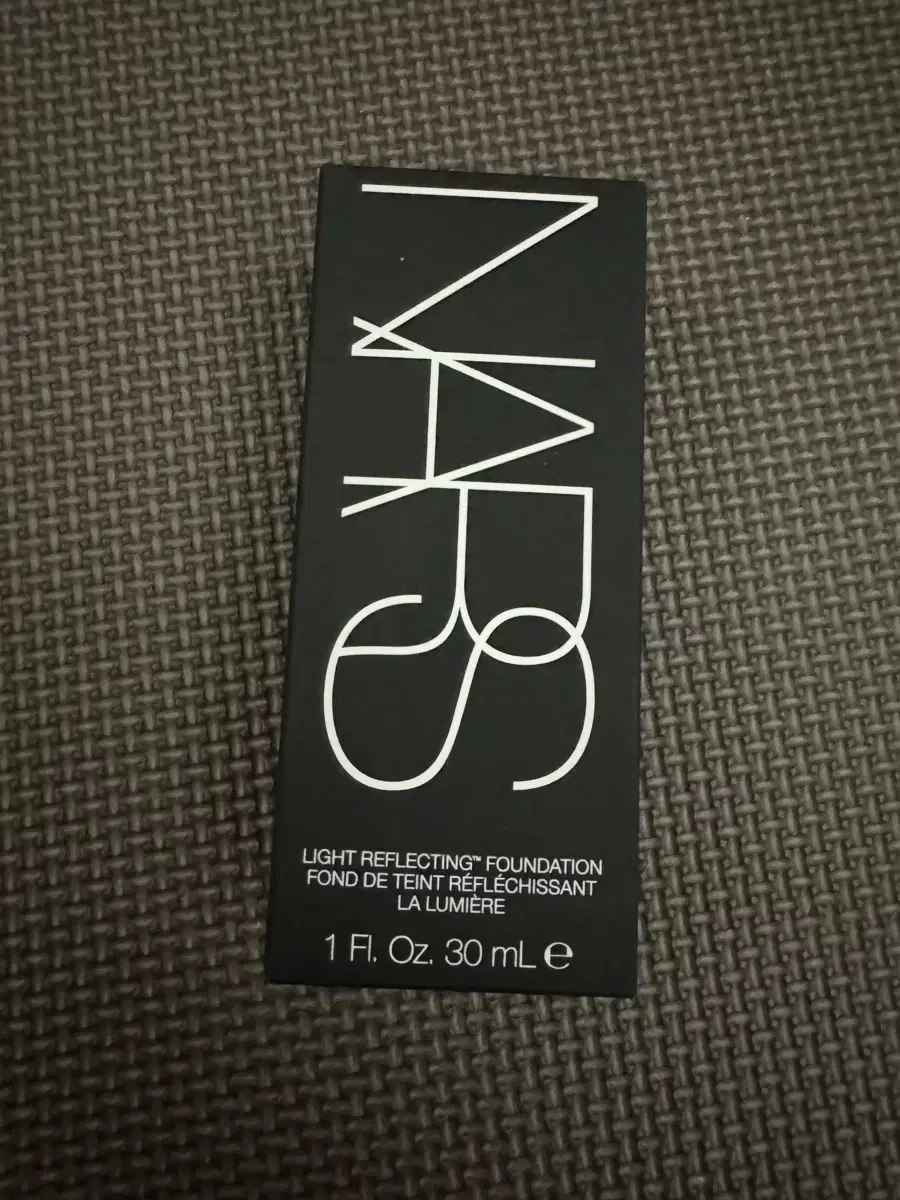 NARS
LIGHT REFLECTING™ FOUNDATION
FOND DE TEINT RÉFLÉCHISSANT
LA LUMIÈRE
1 Fl. Oz. 30 mL ℮